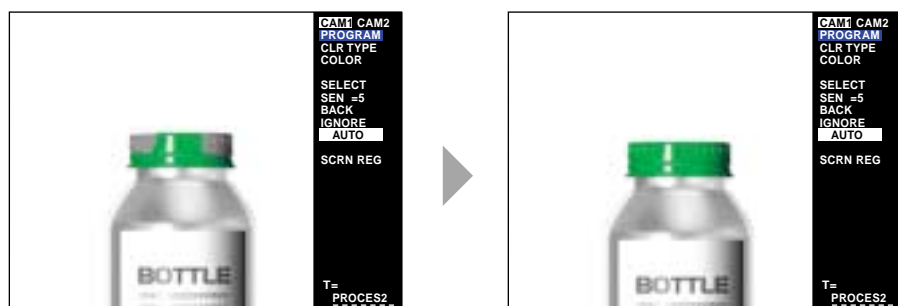 CAM1 CAM2
PROGRAM
CLR TYPE
COLOR
SELECT
SEN =5
BACK
IGNORE
AUTO
SCRN REG
BOTTLE
T=
PROCES2
CAM1 CAM2
PROGRAM
CLR TYPE
COLOR
SELECT
SEN =5
BACK
IGNORE
AUTO
SCRN REG
BOTTLE
T=
PROCES2